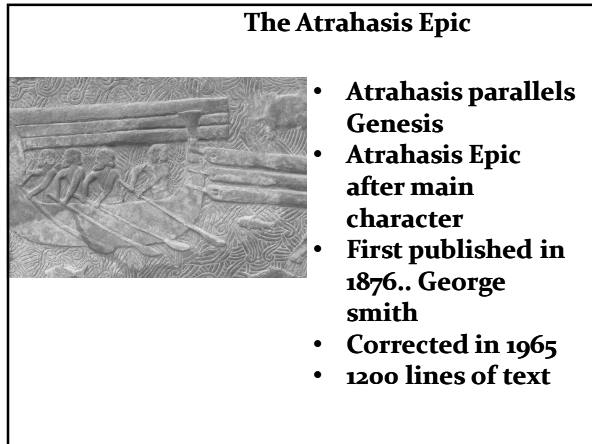 The Atrahasis Epic
• Atrahasis parallels
Genesis
• Atrahasis Epic
after main
character
• First published in
1876.. George
smith
• Corrected in 1965
• 1200 lines of text